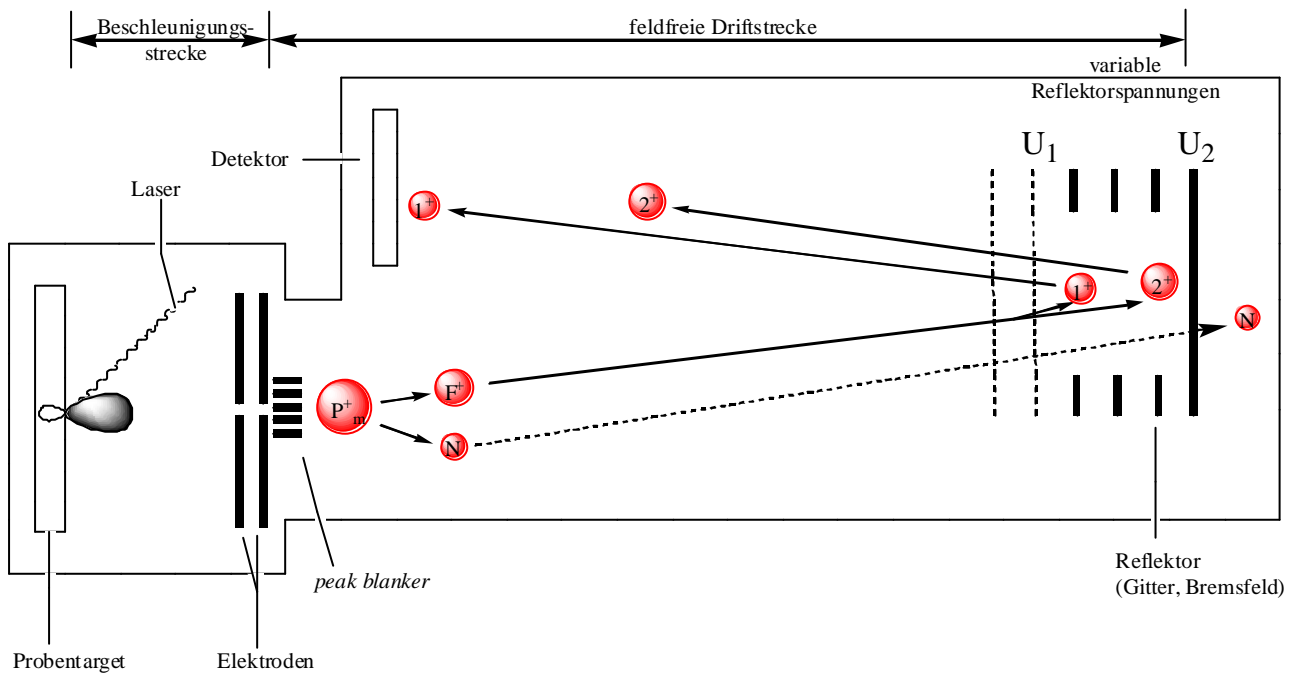 Beschleunigungs-
strecke
feldfreie Driftstrecke
variable
Reflektorspannungen
U1
U2
Detektor
Laser
1+
2+
1+
2+
N
P+m
F+
N
peak blanker
Reflektor
(Gitter, Bremsfeld)
Probentarget
Elektroden